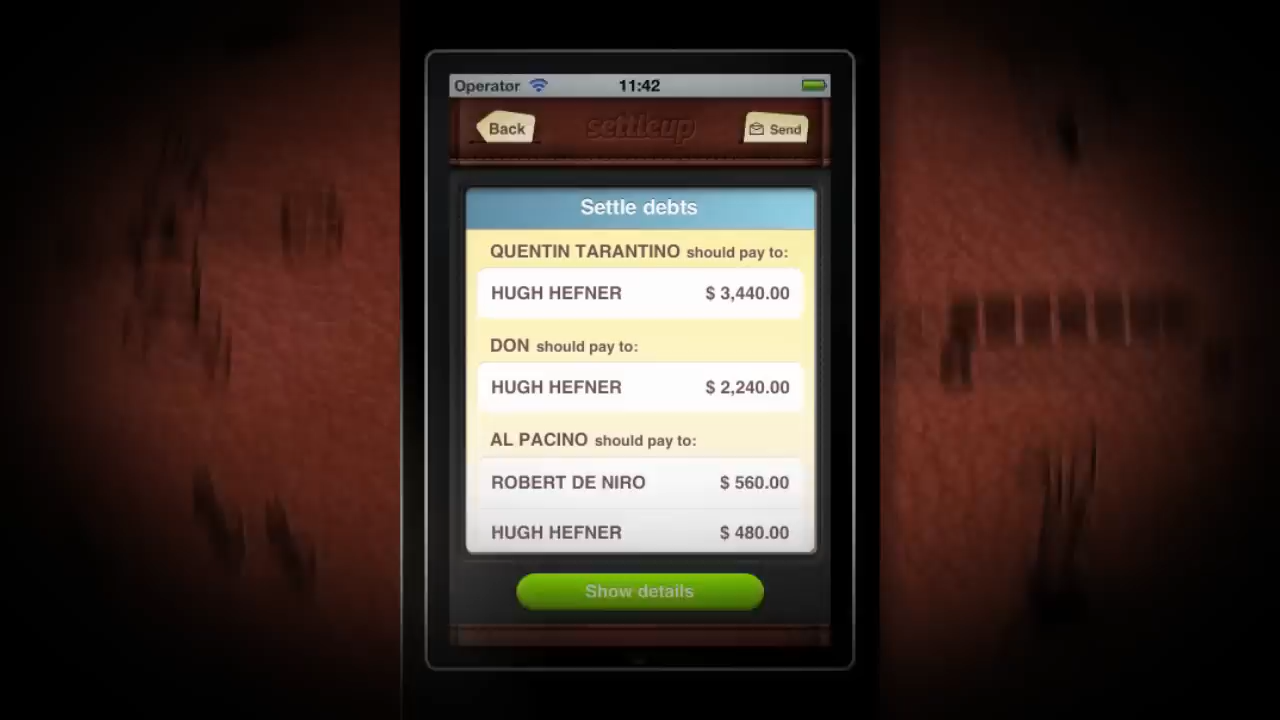 Operatør 11:42
Back settleup Send
Settle debts
QUENTIN TARANTINO should pay to:
HUGH HEFNER $ 3,440.00
DON should pay to:
HUGH HEFNER $ 2,240.00
AL PACINO should pay to:
ROBERT DE NIRO $ 560.00
HUGH HEFNER $ 480.00
Show details